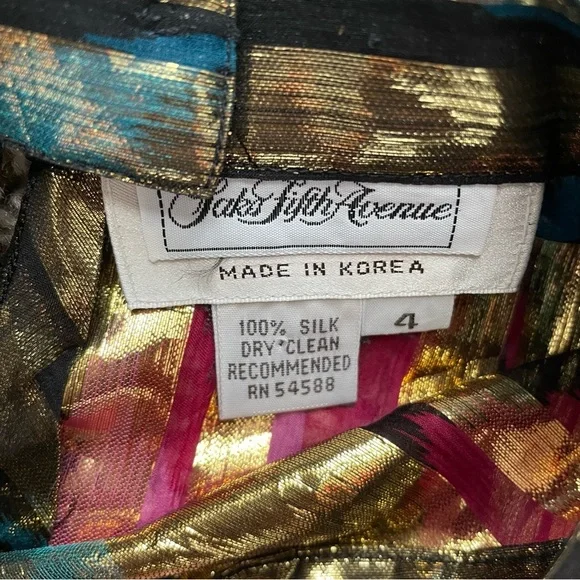 Saks Fifth Avenue
MADE IN KOREA
4
100% SILK
DRY*CLEAN
RECOMMENDED
RN 54588